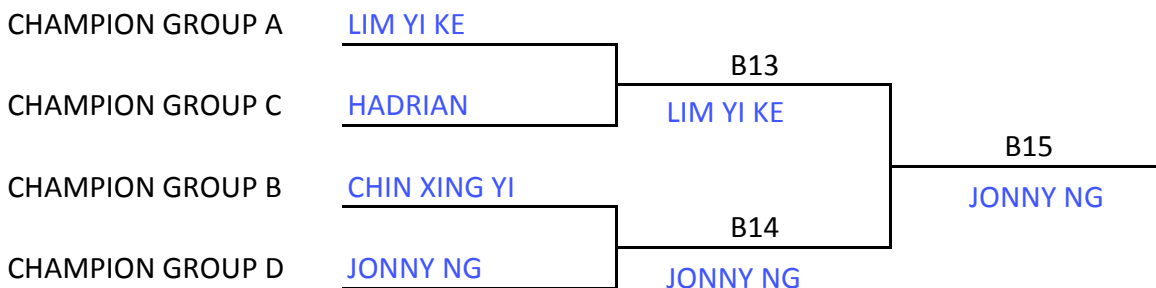 CHAMPION GROUP A LIM YI KE
B13
CHAMPION GROUP C HADRIAN LIM YI KE
B15
CHAMPION GROUP B CHIN XING YI JONNY NG
B14
CHAMPION GROUP D JONNY NG JONNY NG